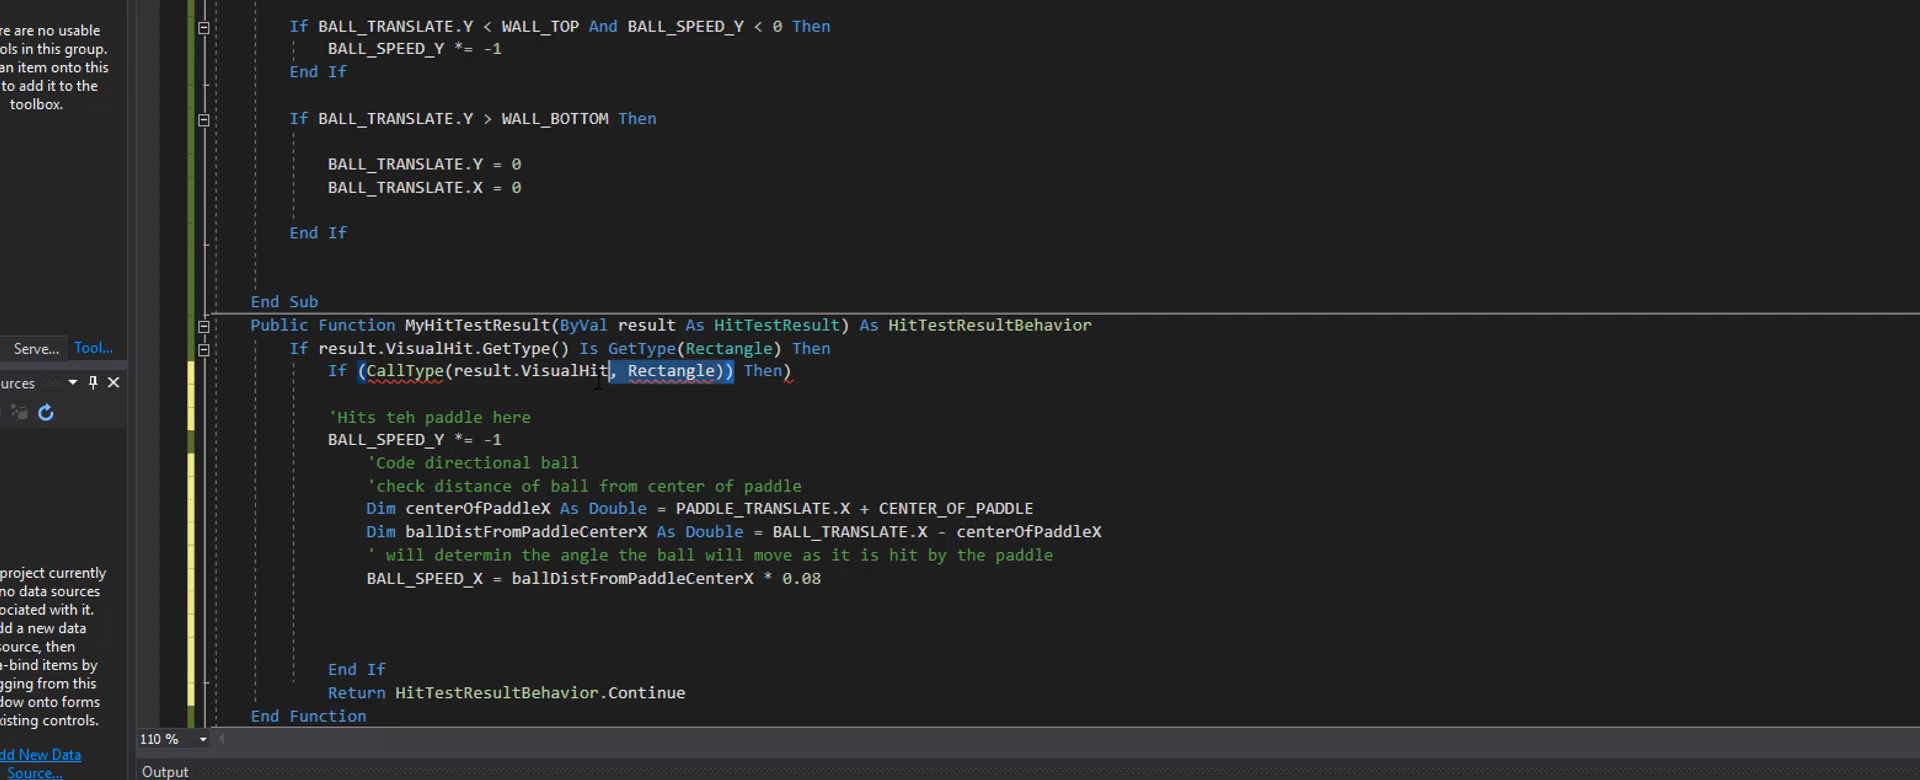 re are no usable
ols in this group.
an item onto this
to add it to the
toolbox.
Serve...
Tool...
urces
project currently
no data sources
ociated with it.
dd a new data
source, then
a-bind items by
gging from this
dow onto forms
xisting controls.
dd New Data
Source...
If BALL_TRANSLATE.Y < WALL_TOP And BALL_SPEED_Y < 0 Then
BALL_SPEED_Y *= -1
End If
If BALL_TRANSLATE.Y > WALL_BOTTOM Then
BALL_TRANSLATE.Y = 0
BALL_TRANSLATE.X = 0
End If
End Sub
Public Function MyHitTestResult(ByVal result As HitTestResult) As HitTestResultBehavior
If result.VisualHit.GetType() Is GetType(Rectangle) Then
If (CallType(result.VisualHit, Rectangle)) Then)
'Hits teh paddle here
BALL_SPEED_Y *= -1
'Code directional ball
'check distance of ball from center of paddle
Dim centerOfPaddleX As Double = PADDLE_TRANSLATE.X + CENTER_OF_PADDLE
Dim ballDistFromPaddleCenterX As Double = BALL_TRANSLATE.X - centerOfPaddleX
' will determin the angle the ball will move as it is hit by the paddle
BALL_SPEED_X = ballDistFromPaddleCenterX * 0.08
End If
Return HitTestResultBehavior.Continue
End Function
110 %
Output